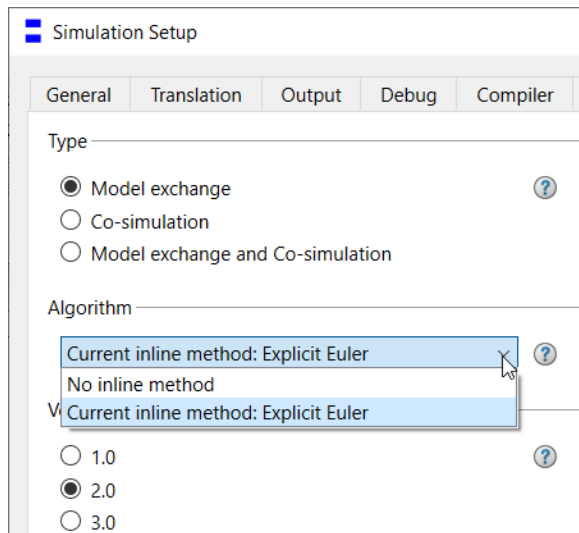 Simulation Setup
General Translation Output Debug Compiler
Type
?
Model exchange
Co-simulation
Model exchange and Co-simulation
Algorithm
Current inline method: Explicit Euler
?
No inline method
Current inline method: Explicit Euler
1.0
?
2.0
3.0